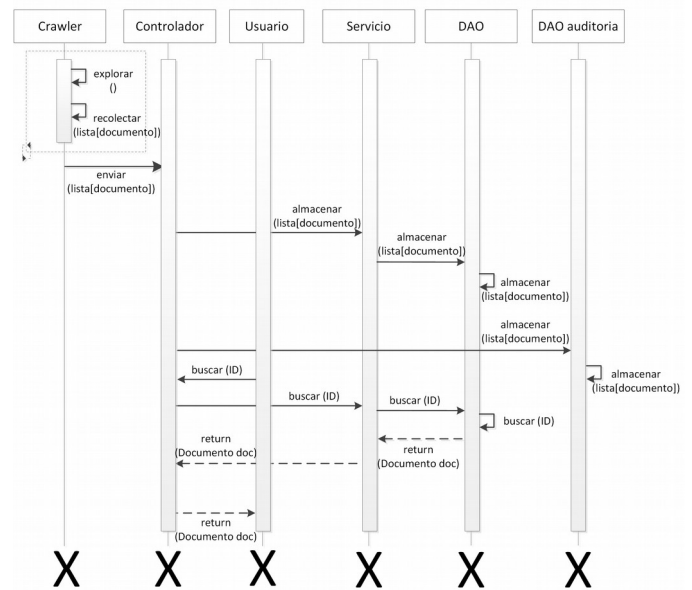 Crawler
Controlador
Usuario
Servicio
DAO
DAO auditoria
explorar
()
recolectar
(lista[documento])
enviar
(lista[documento])
almacenar
(lista[documento])
almacenar
(lista[documento])
almacenar
(lista[documento])
almacenar
(lista[documento])
almacenar
(lista[documento])
buscar (ID)
buscar (ID)
buscar (ID)
buscar (ID)
return
(Documento doc)
return
(Documento doc)
return
(Documento doc)